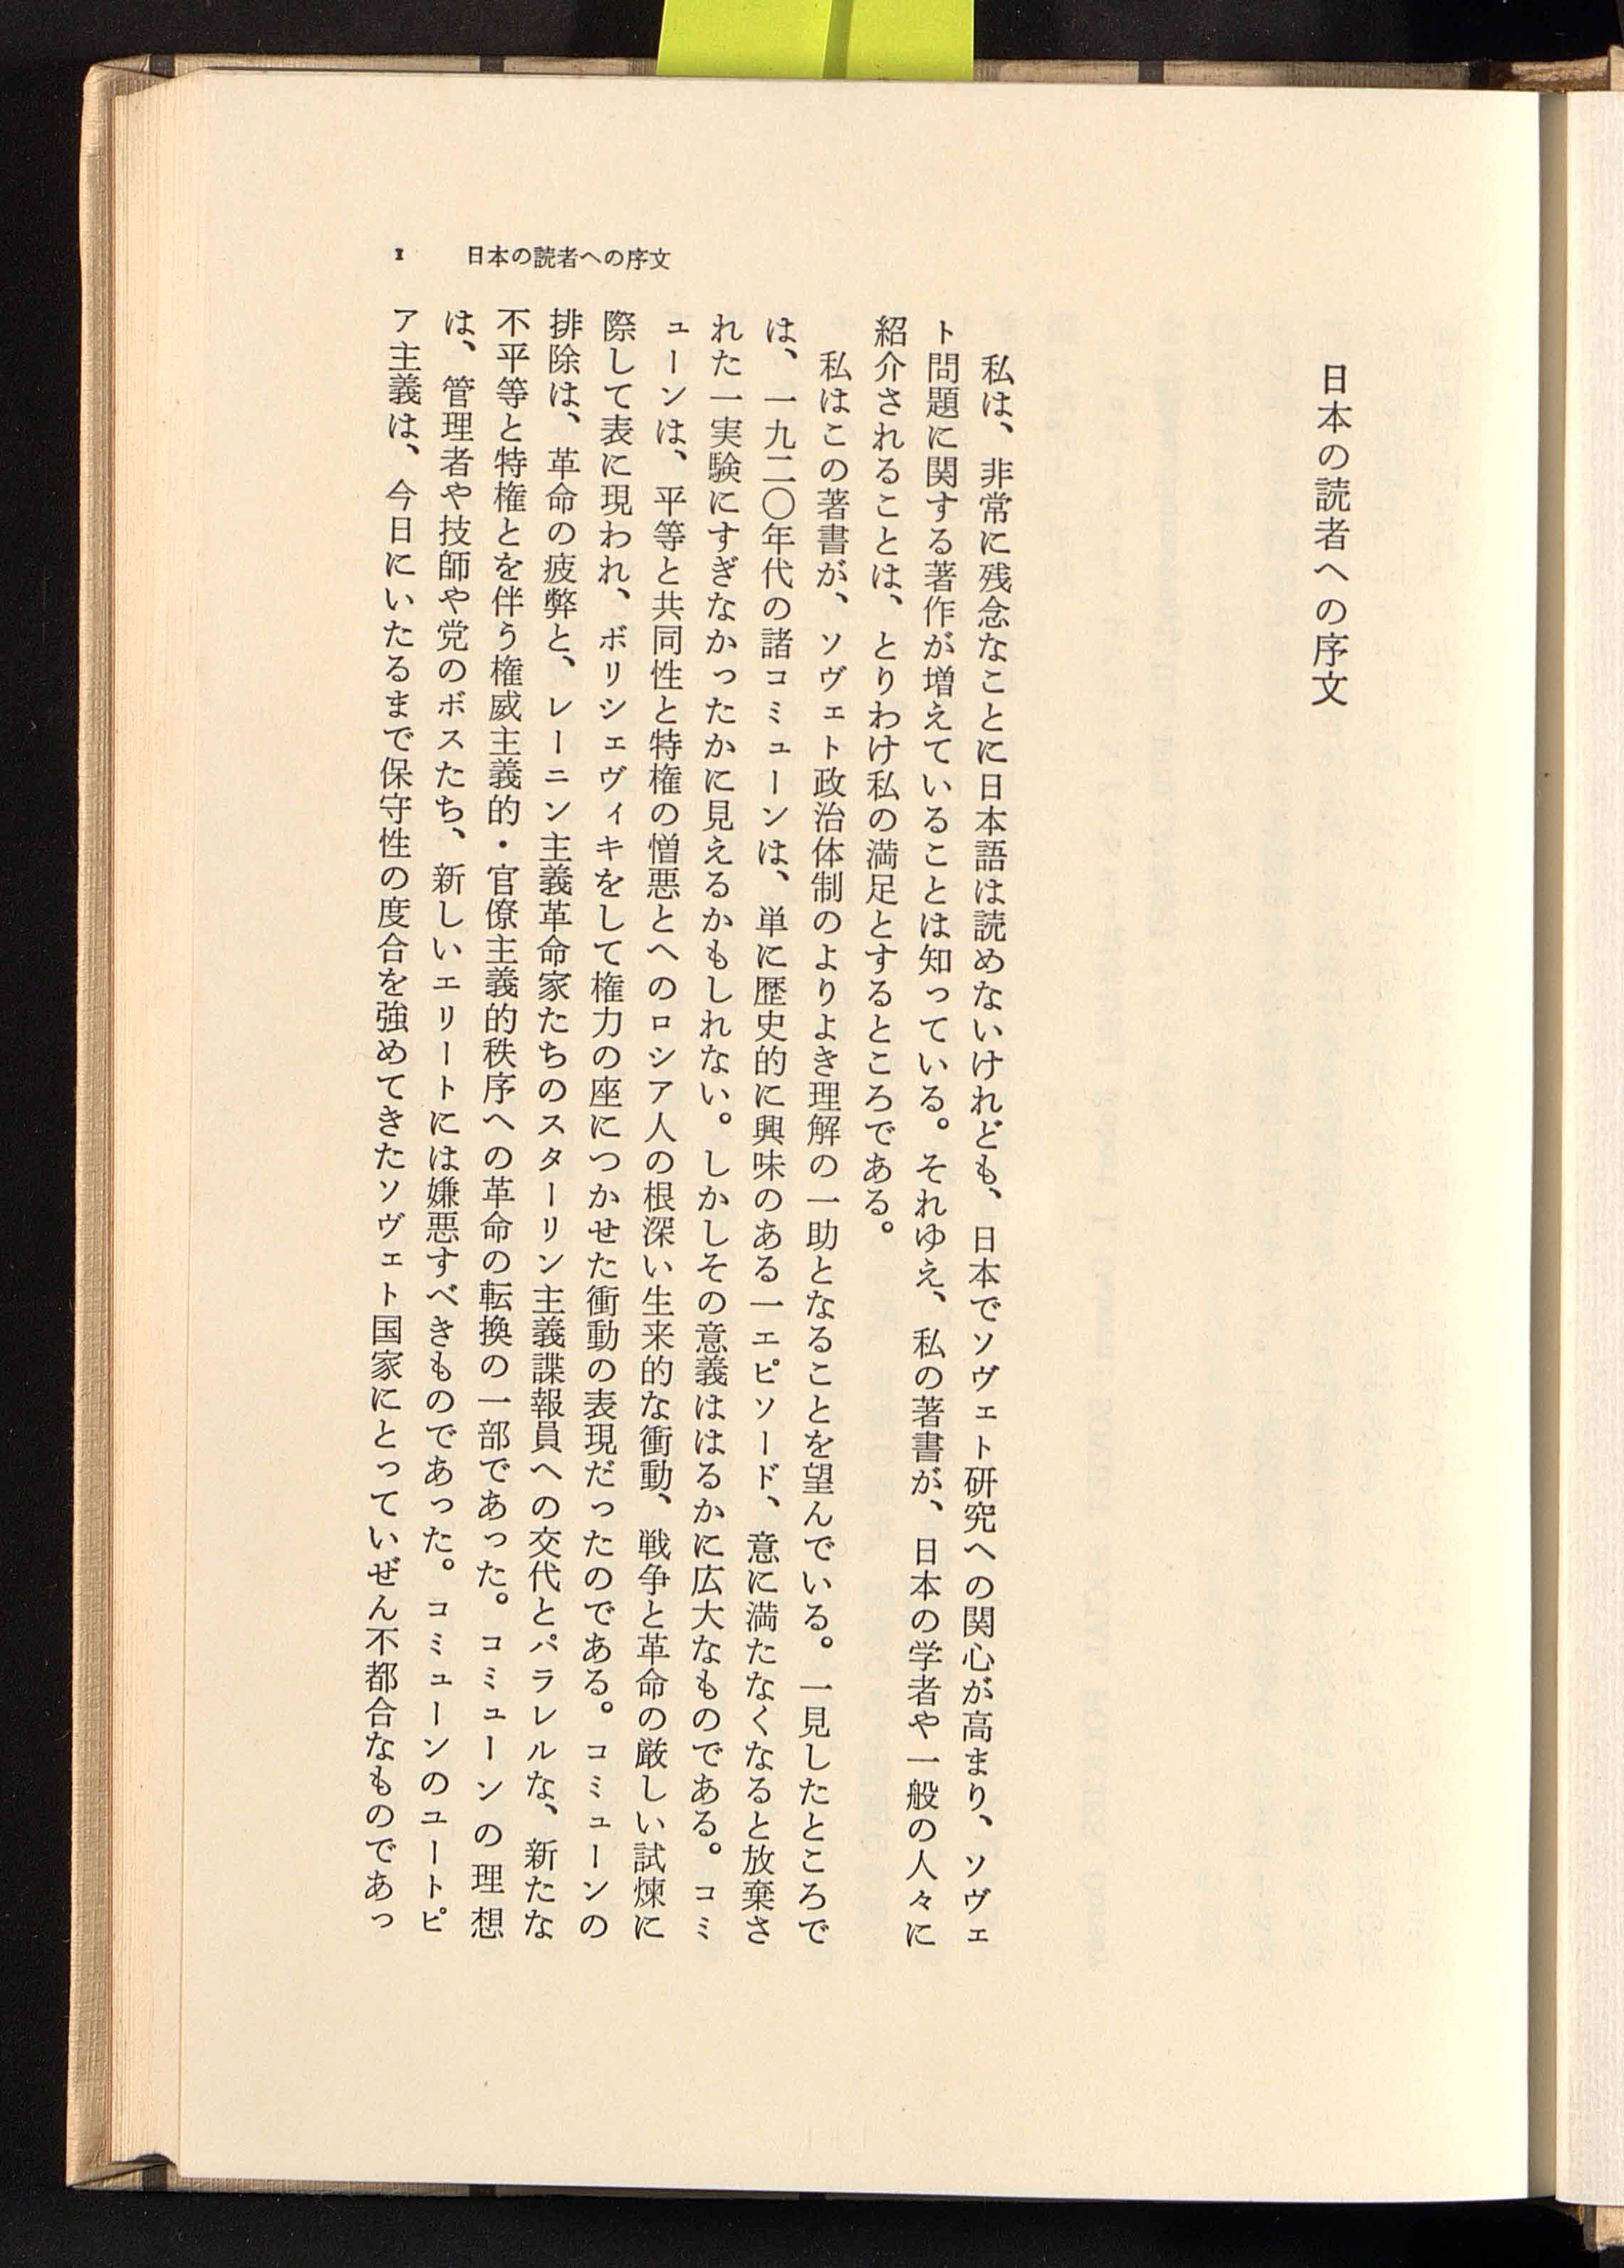 日本の読者への序文
私は、非常に残念なことに日本語は読めないけれども、日本でソヴェト研究への関心が高まり、ソヴェ
ト問題に関する著作が増えていることは知っている。それゆえ、私の著書が、日本の学者や一般の人々に
紹介されることは、とりわけ私の満足とするところである。
私はこの著書が、ソヴェト政治体制のよりよき理解の一助となることを望んでいる。一見したところで
は、一九二〇年代の諸コミューンは、単に歴史的に興味のある一エピソード、意に満たなくなると放棄さ
れた一実験にすぎなかったかに見えるかもしれない。しかしその意義ははるかに広大なものである。コミ
ューンは、平等と共同性と特権の憎悪とへのロシア人の根深い生来的な衝動、戦争と革命の厳しい試煉に
際して表に現われ、ボリシェヴィキをして権力の座につかせた衝動の表現だったのである。コミューンの
排除は、革命の疲弊と、レーニン主義革命家たちのスターリン主義諜報員への交代とパラレルな、新たな
不平等と特権とを伴う権威主義的・官僚主義的秩序への革命の転換の一部であった。コミューンの理想
は、管理者や技師や党のボスたち、新しいエリートには嫌悪すべきものであった。コミューンのユートピ
ア主義は、今日にいたるまで保守性の度合を強めてきたソヴェト国家にとっていぜん不都合なものであっ
1 日本の読者への序文